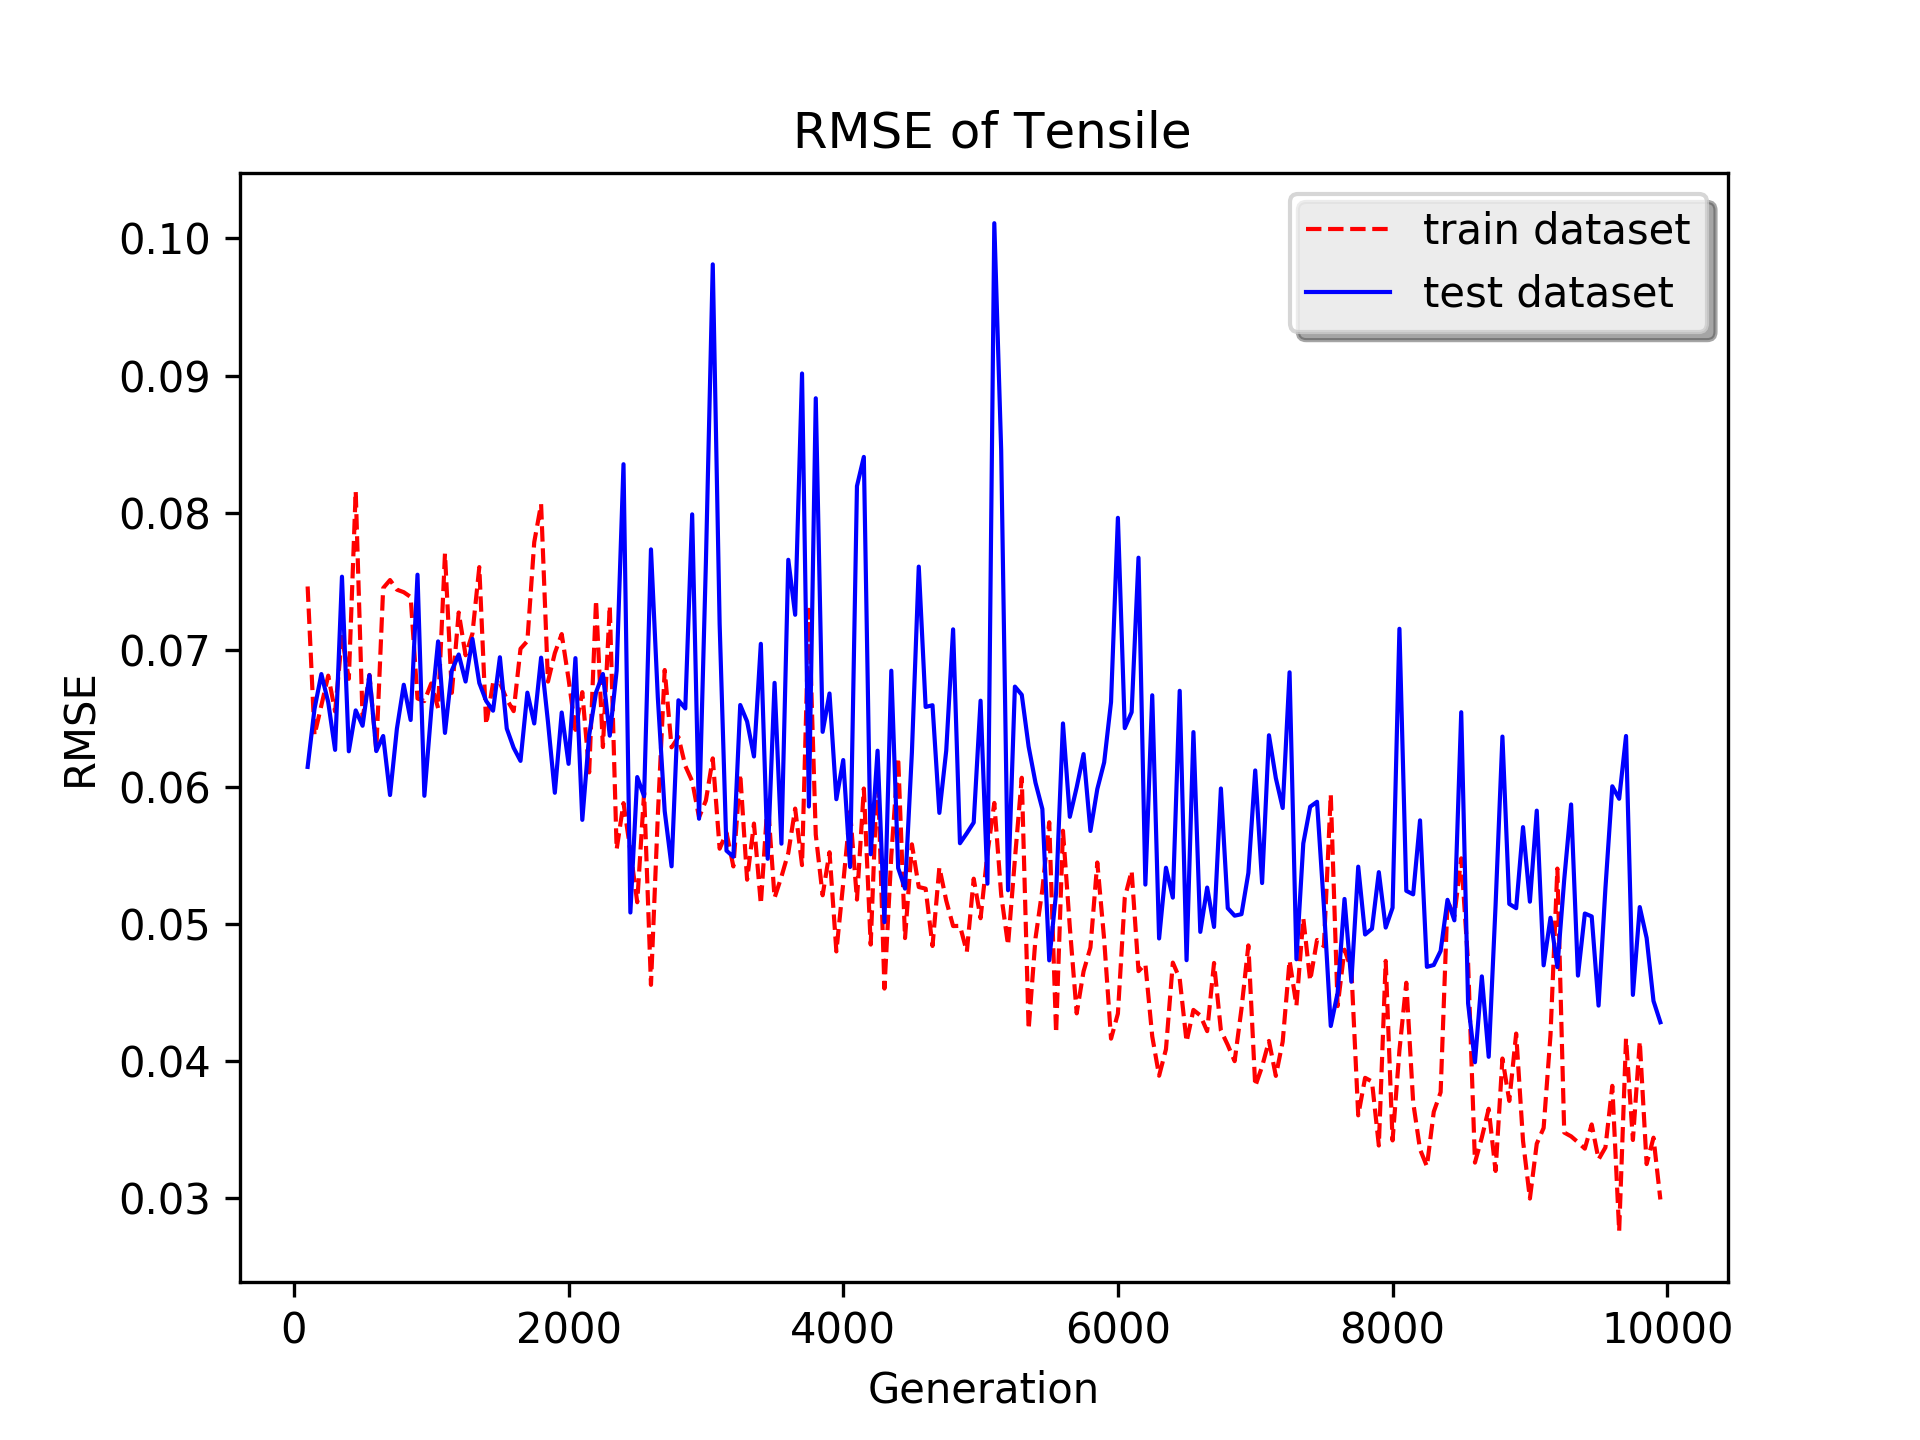 RMSE of Tensile
train dataset
test dataset
0.10
0.09
0.08
0.07
0.06
0.05
0.04
0.03
RMSE
0 2000 4000 6000 8000 10000
Generation